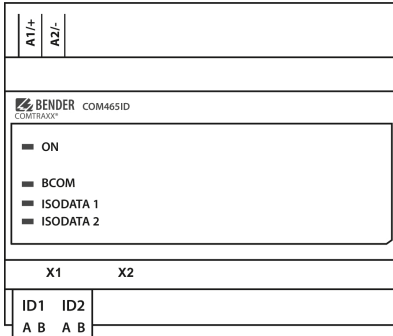 A1/+ A2/-
BENDER COM465ID
COMTRAXX®
ON
BCOM
ISODATA 1
ISODATA 2
X1 X2
ID1 ID2
A B A B